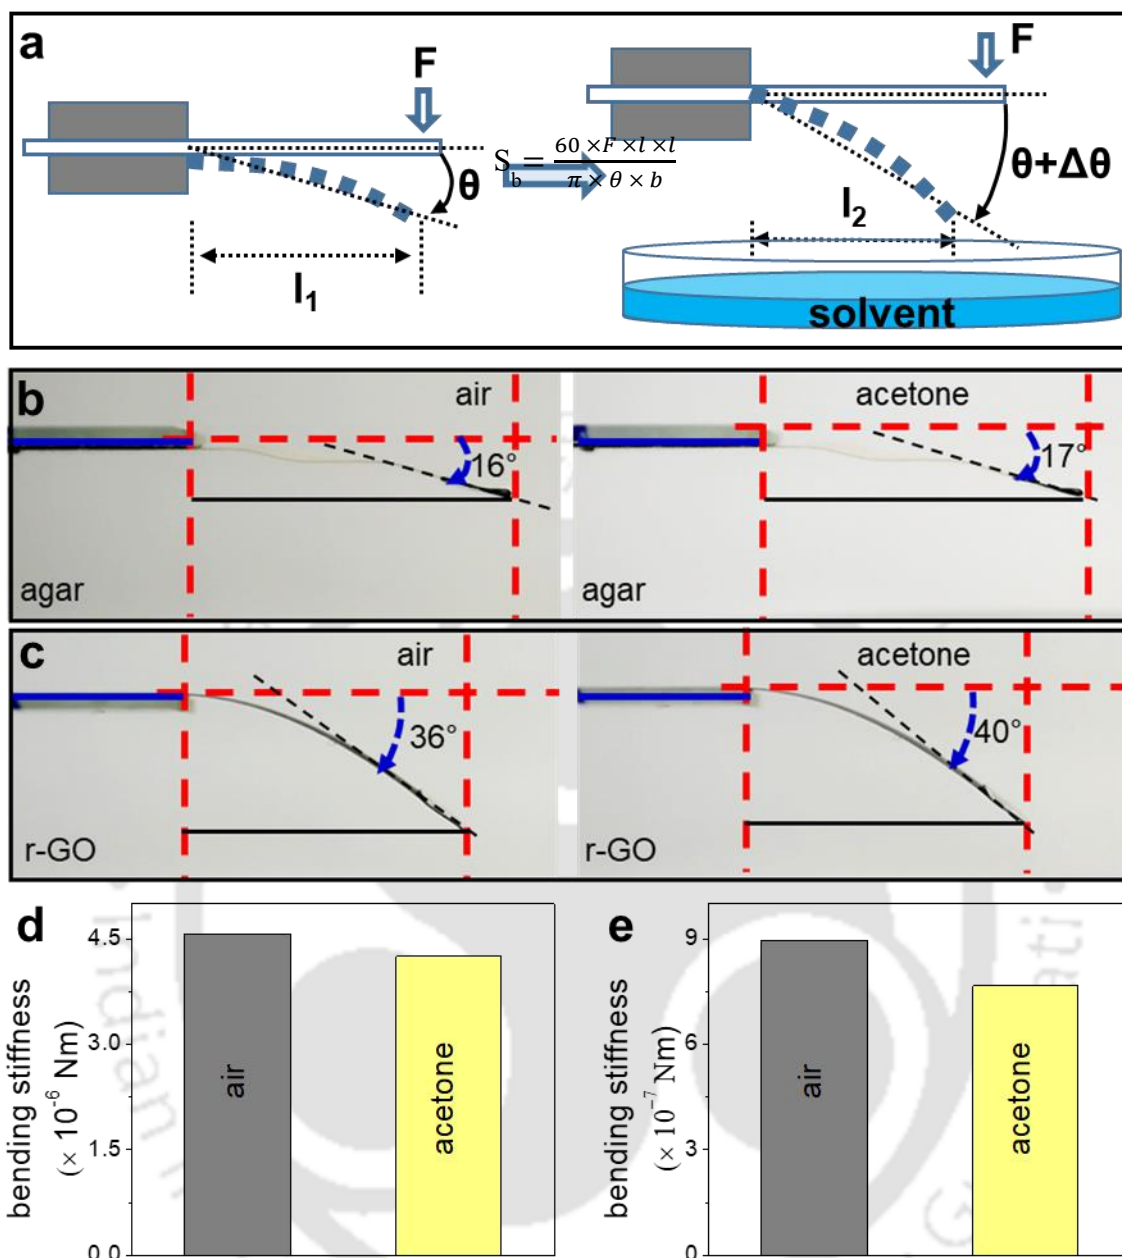 a
F
F
S_b = (60 × F × l × l) / (π × θ × b)
θ
θ+Δθ
l₁
l₂
solvent
b
air
acetone
16°
17°
agar
agar
c
air
acetone
36°
40°
r-GO
r-GO
d
bending stiffness
(× 10⁻⁶ Nm)
4.5
3.0
1.5
0.0
air
acetone
e
bending stiffness
(× 10⁻⁷ Nm)
9
6
3
0
air
acetone
Indian
G
ati